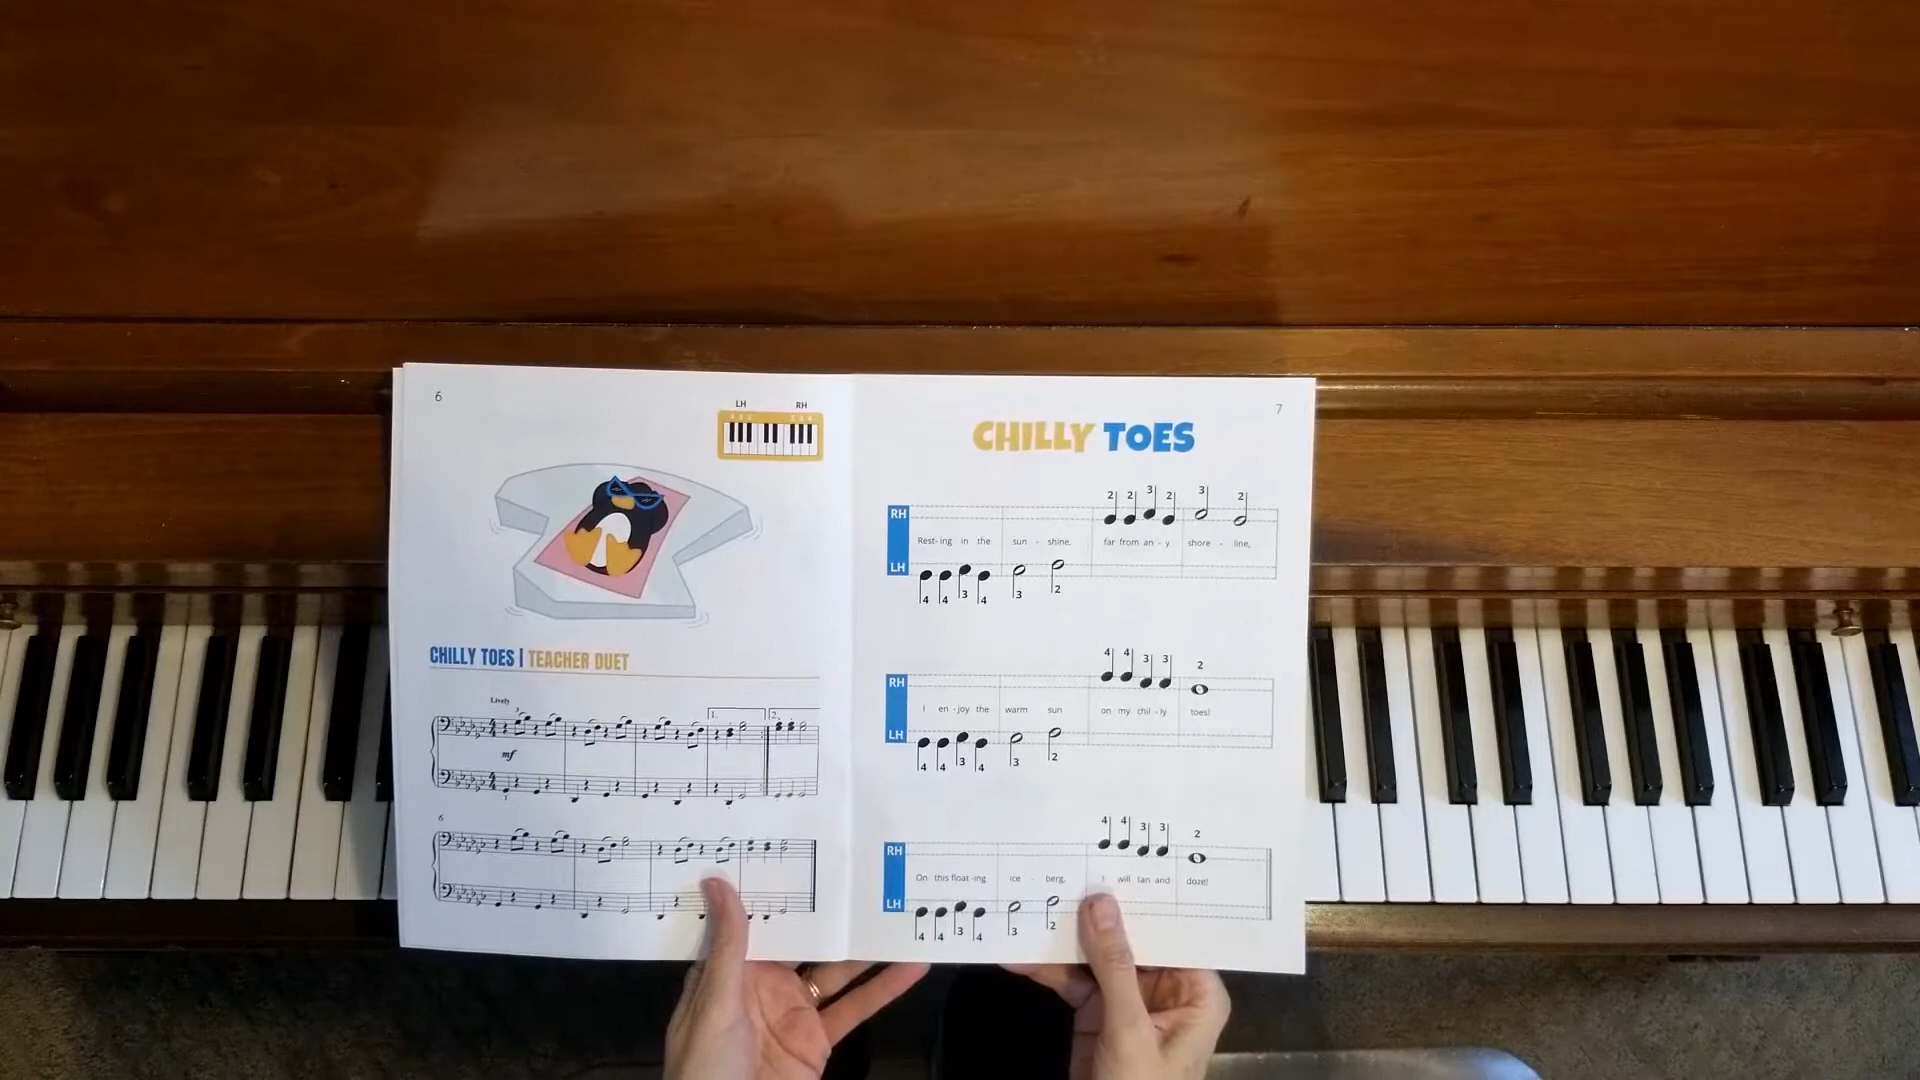 6
LH RH
CHILLY TOES | TEACHER DUET
Lively
3
1. 2.
mf
1
6
7
CHILLY TOES
2 2 3 2 3 2
RH
Rest-ing in the sun - shine, far from an - y shore - line,
LH
4 4 3 4 3 2
4 4 3 3 2
RH
I en - joy the warm sun on my chil - ly toes!
LH
4 4 3 4 3 2
4 4 3 3 2
RH
On this float-ing ice - berg, I will tan and doze!
LH
4 4 3 4 3 2